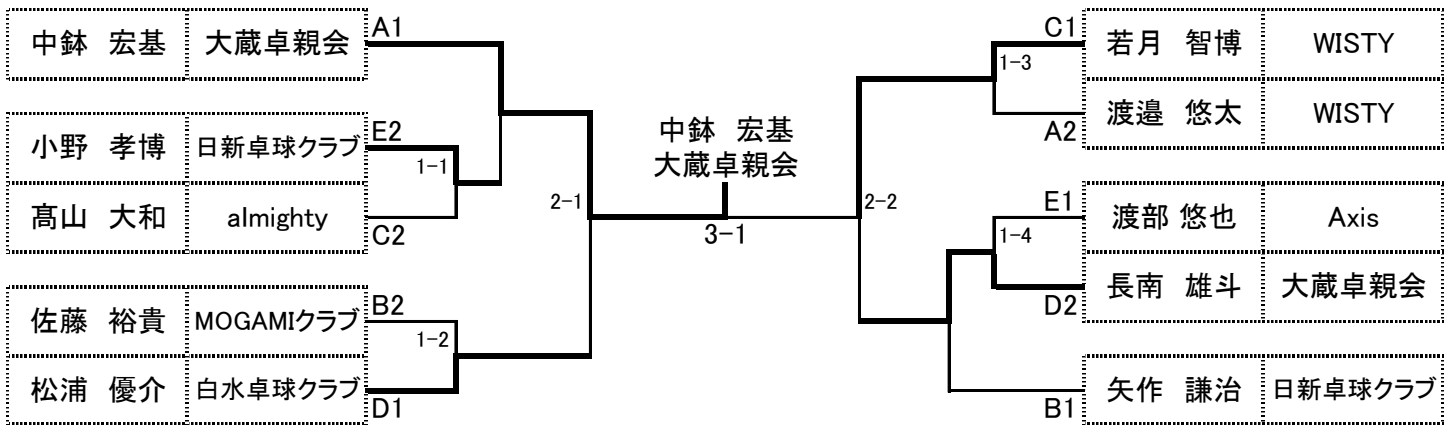 中鉢 宏基 大蔵卓親会 A1
小野 孝博 日新卓球クラブ E2
1-1
髙山 大和 almighty C2
佐藤 裕貴 MOGAMIクラブ B2
1-2
松浦 優介 白水卓球クラブ D1
2-1
中鉢 宏基
大蔵卓親会
3-1
2-2
C1 若月 智博 WISTY
1-3
A2 渡邉 悠太 WISTY
E1 渡部 悠也 Axis
1-4
D2 長南 雄斗 大蔵卓親会
B1 矢作 謙治 日新卓球クラブ